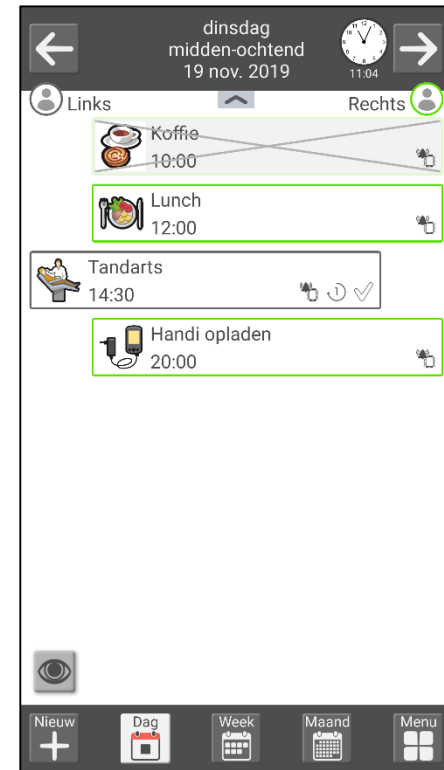 dinsdag
midden-ochtend
19 nov. 2019
11:04
Links
Rechts
Koffie
10:00
Lunch
12:00
Tandarts
14:30
Handi opladen
20:00
Nieuw
Dag
Week
Maand
Menu